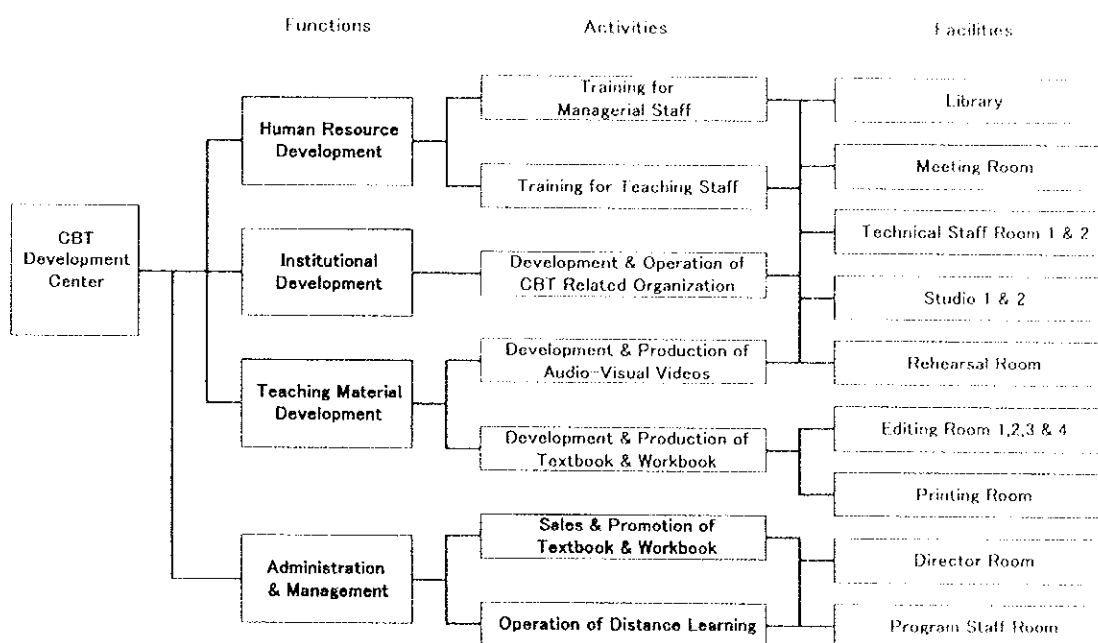 Functions
Activities
Facilities
CBT
Development
Center
Human Resource
Development
Institutional
Development
Teaching Material
Development
Administration
& Management
Training for
Managerial Staff
Training for Teaching Staff
Development & Operation of
CBT Related Organization
Development & Production of
Audio-Visual Videos
Development & Production of
Textbook & Workbook
Sales & Promotion of
Textbook & Workbook
Operation of Distance Learning
Library
Meeting Room
Technical Staff Room 1 & 2
Studio 1 & 2
Rehearsal Room
Editing Room 1,2,3 & 4
Printing Room
Director Room
Program Staff Room